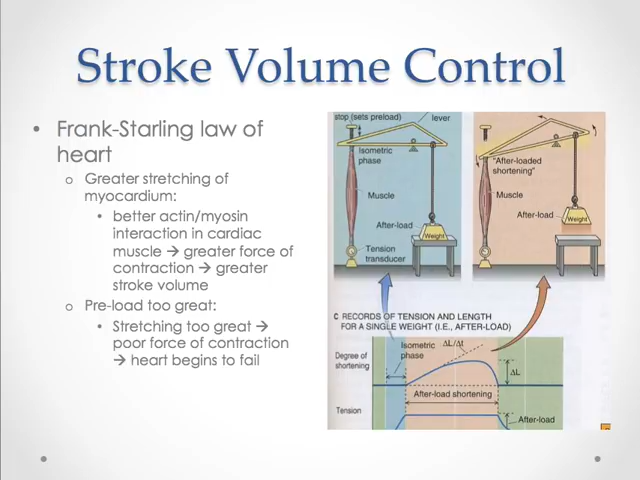 Stroke Volume Control
• Frank-Starling law of
heart
o Greater stretching of
myocardium:
• better actin/myosin
interaction in cardiac
muscle → greater force of
contraction → greater
stroke volume
o Pre-load too great:
• Stretching too great →
poor force of contraction
→ heart begins to fail
stop (sets preload)
lever
Isometric
phase
Muscle
After-load
Weight
Tension
transducer
"After-loaded
shortening"
Muscle
After-load
Weight
C RECORDS OF TENSION AND LENGTH
FOR A SINGLE WEIGHT (I.E., AFTER-LOAD)
Isometric
phase
ΔL/Δt
Degree of
shortening
ΔL
After-load shortening
Tension
After-load